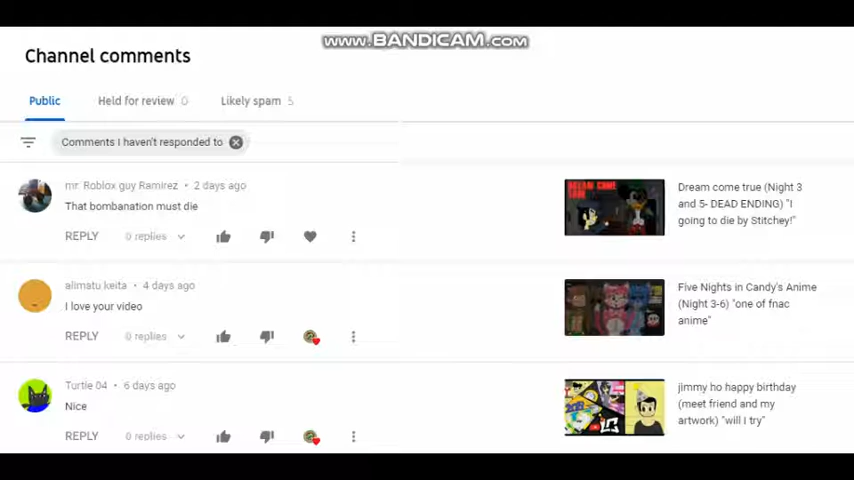 www.BANDICAM.com
Channel comments
Public
Held for review 0
Likely spam 5
Comments I haven't responded to
mr. Roblox guy Ramirez • 2 days ago
That bombanation must die
REPLY
0 replies
Dream come true (Night 3
and 5- DEAD ENDING) "I
going to die by Stitchey!"
alimatu keita • 4 days ago
I love your video
REPLY
0 replies
Five Nights in Candy's Anime
(Night 3-6) "one of fnac
anime"
Turtle 04 • 6 days ago
Nice
REPLY
0 replies
jimmy ho happy birthday
(meet friend and my
artwork) "will I try"